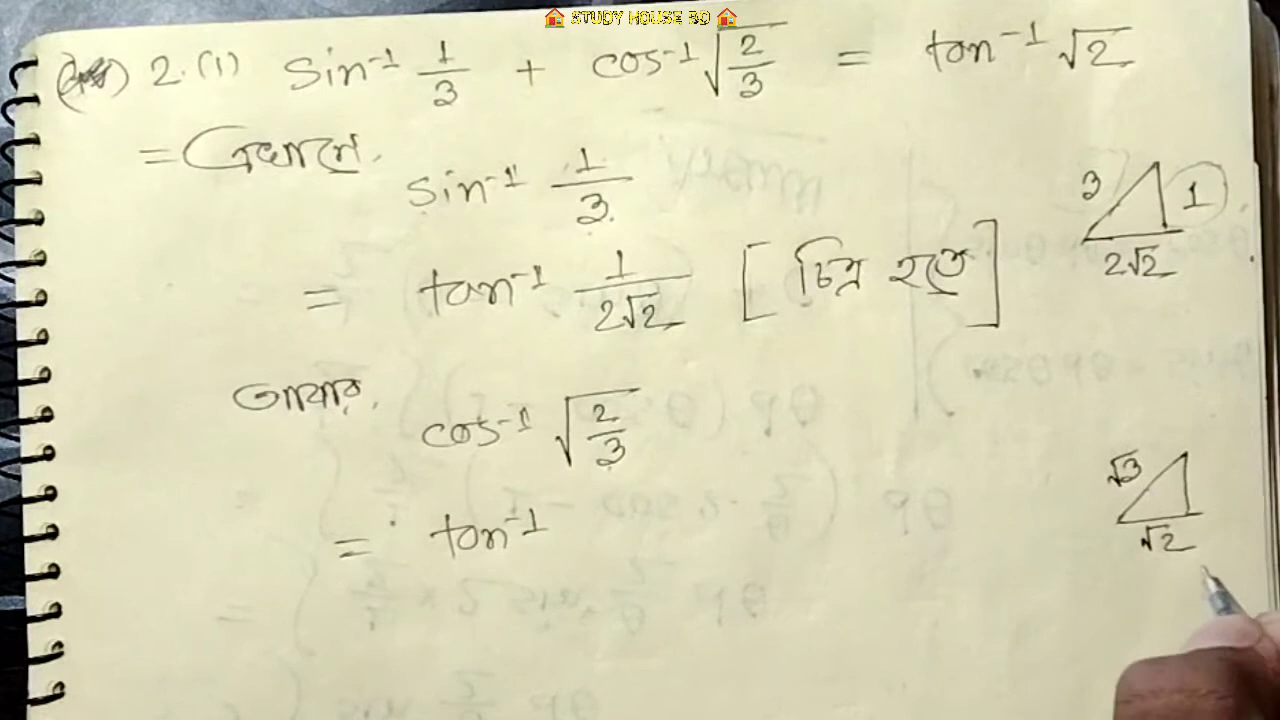 🏠 STUDY HOUSE BD 🏠
2.(i) sin⁻¹ 1/3 + cos⁻¹ √(2/3) = tan⁻¹ √2
= এখানে,
sin⁻¹ 1/3
3 1
2√2
= tan⁻¹ 1/(2√2) [চিত্র হতে]
আবার,
cos⁻¹ √(2/3)
√3
√2
= tan⁻¹